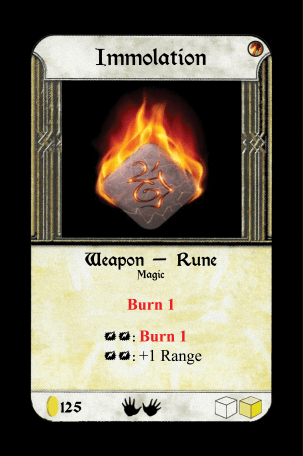 Immolation
Weapon — Rune
Magic
Burn 1
: Burn 1
: +1 Range
125